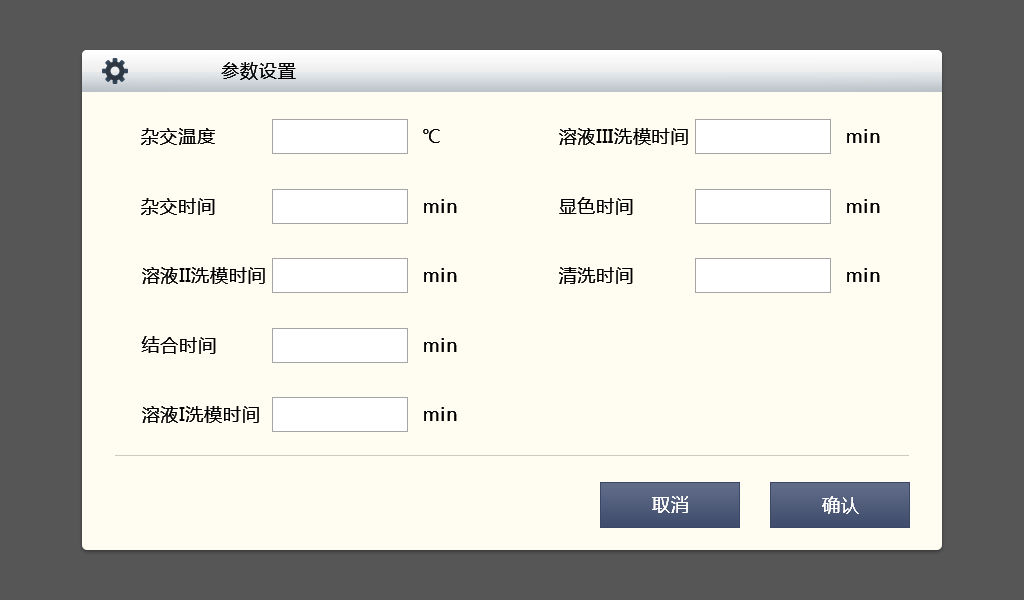 参数设置
杂交温度 ℃
溶液III洗模时间 min
杂交时间 min
显色时间 min
溶液II洗模时间 min
清洗时间 min
结合时间 min
溶液I洗模时间 min
取消
确认